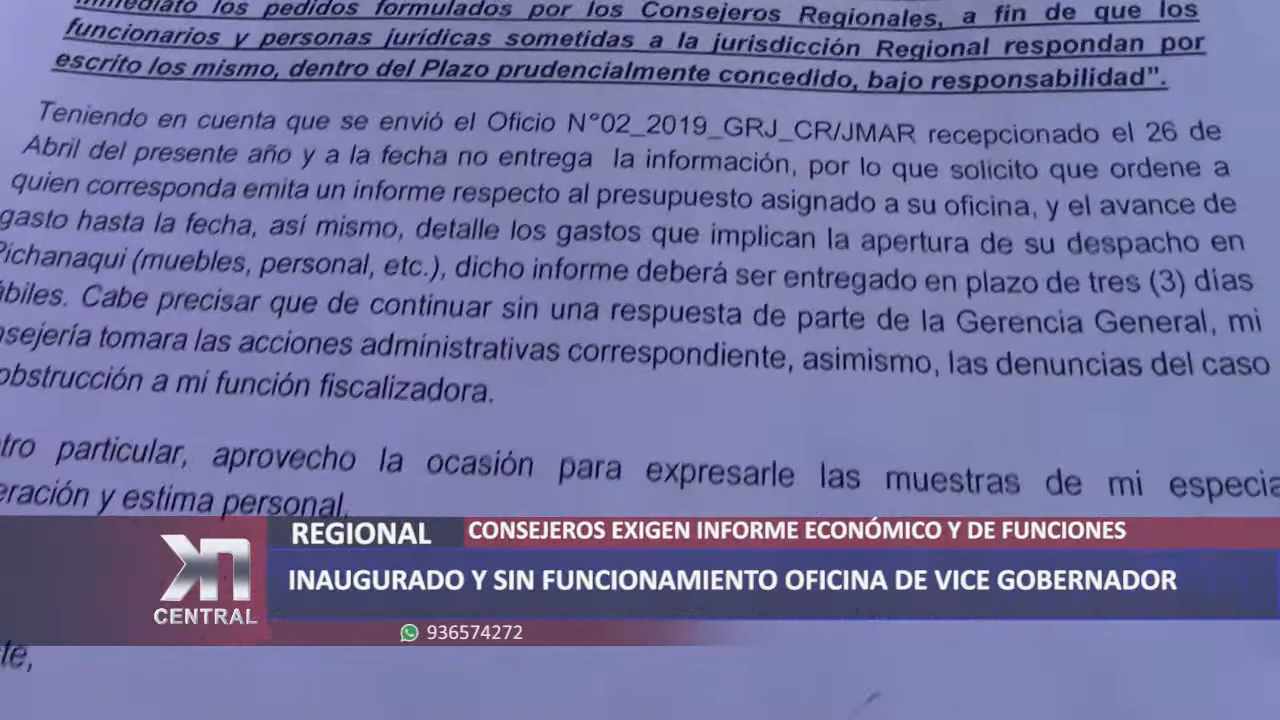 inmediato los pedidos formulados por los Consejeros Regionales, a fin de que los
funcionarios y personas jurídicas sometidas a la jurisdicción Regional respondan por
escrito los mismo, dentro del Plazo prudencialmente concedido, bajo responsabilidad".
Teniendo en cuenta que se envió el Oficio N°02_2019_GRJ_CR/JMAR recepcionado el 26 de
Abril del presente año y a la fecha no entrega la información, por lo que solicito que ordene a
quien corresponda emita un informe respecto al presupuesto asignado a su oficina, y el avance de
gasto hasta la fecha, así mismo, detalle los gastos que implican la apertura de su despacho en
Pichanaqui (muebles, personal, etc.), dicho informe deberá ser entregado en plazo de tres (3) días
ábiles. Cabe precisar que de continuar sin una respuesta de parte de la Gerencia General, mi
nsejería tomara las acciones administrativas correspondiente, asimismo, las denuncias del caso
obstrucción a mi función fiscalizadora.
tro particular, aprovecho la ocasión para expresarle las muestras de mi especia
eración y estima personal.
REGIONAL CONSEJEROS EXIGEN INFORME ECONÓMICO Y DE FUNCIONES
INAUGURADO Y SIN FUNCIONAMIENTO OFICINA DE VICE GOBERNADOR
CENTRAL
936574272
te,